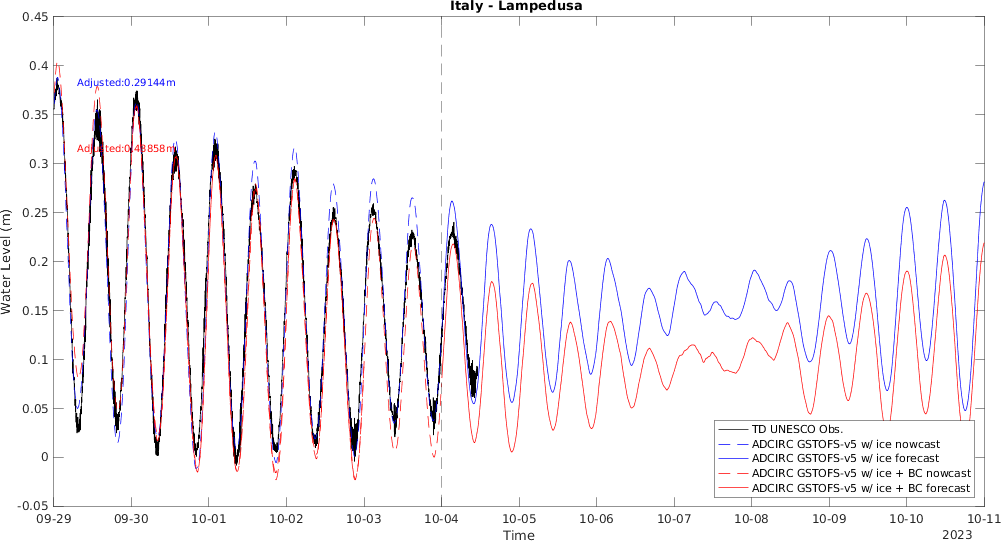 Italy - Lampedusa
0.45
0.4
0.35
0.3
0.25
0.2
0.15
0.1
0.05
0
-0.05
Water Level (m)
Adjusted:0.29144m
Adjusted:0.43858m
TD UNESCO Obs.
ADCIRC GSTOFS-v5 w/ ice nowcast
ADCIRC GSTOFS-v5 w/ ice forecast
ADCIRC GSTOFS-v5 w/ ice + BC nowcast
ADCIRC GSTOFS-v5 w/ ice + BC forecast
09-29 09-30 10-01 10-02 10-03 10-04 10-05 10-06 10-07 10-08 10-09 10-10 10-11
Time
2023